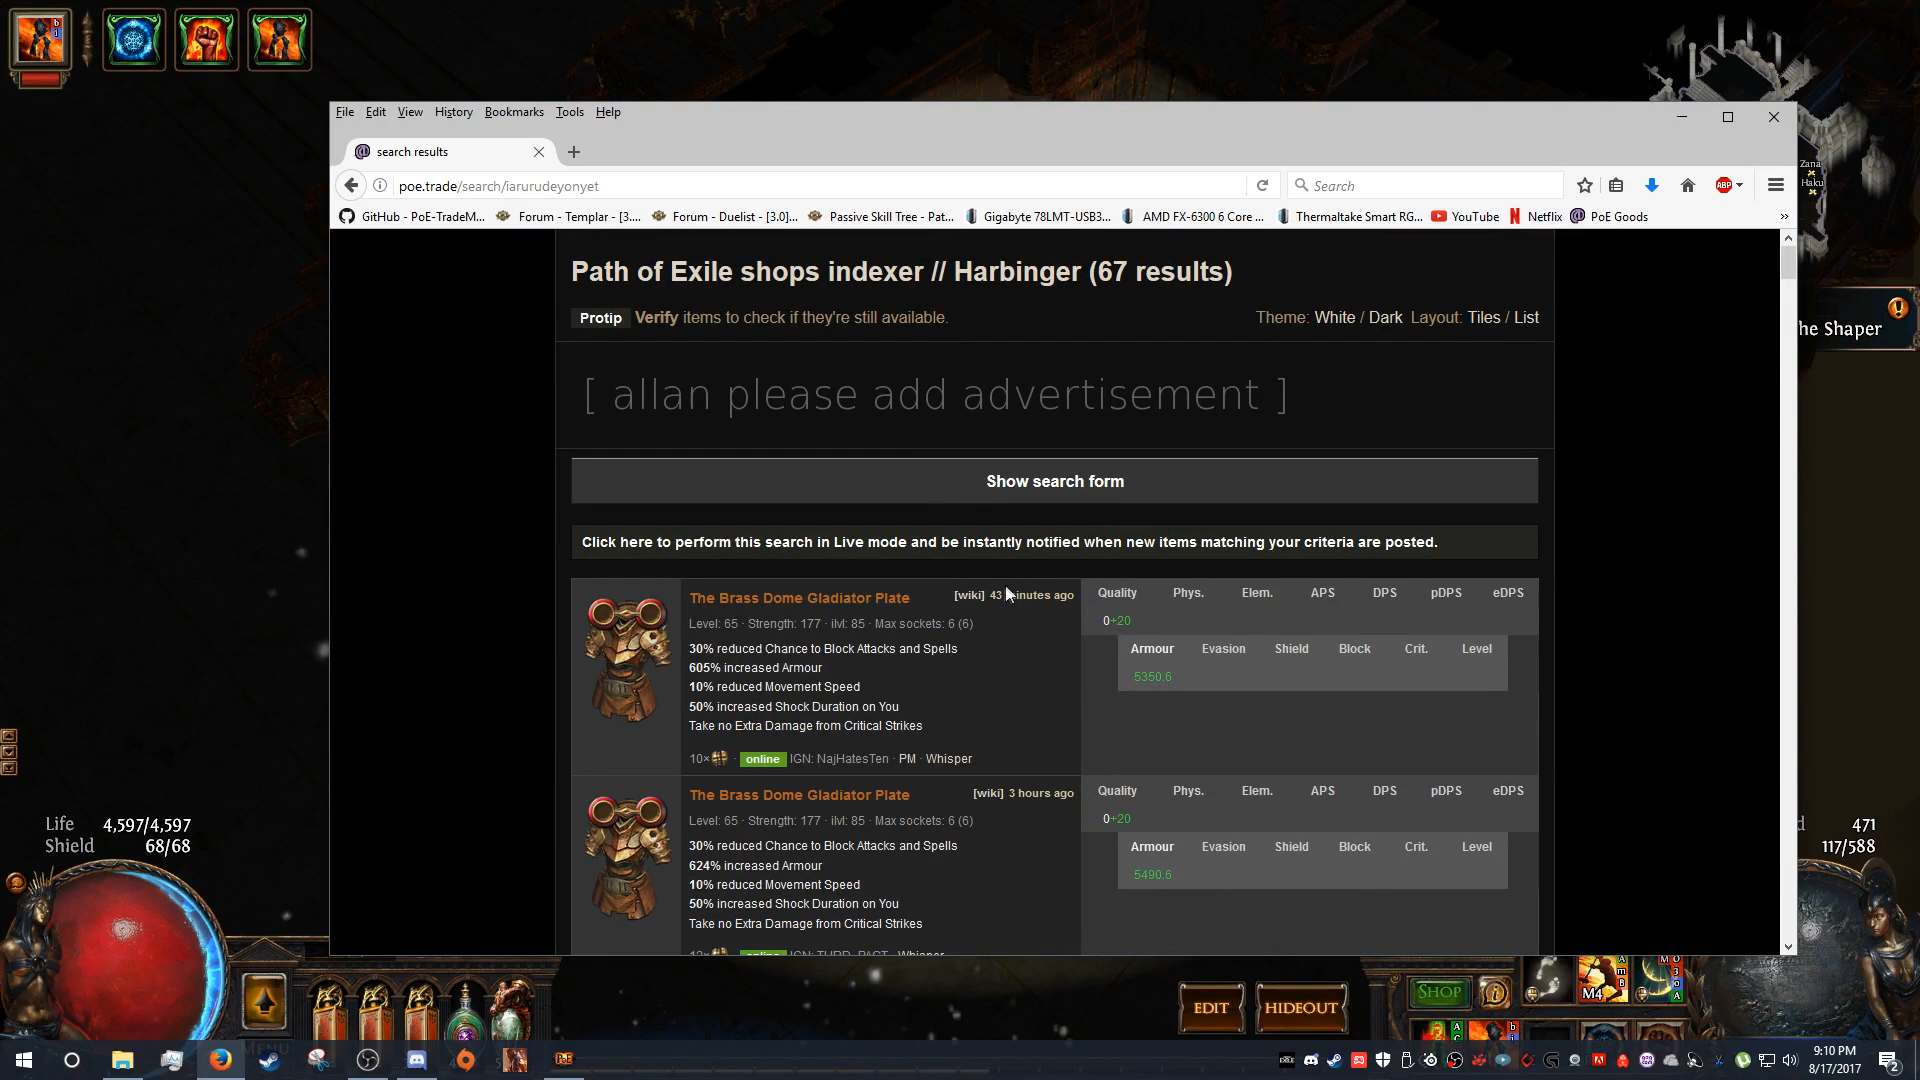 File Edit View History Bookmarks Tools Help
search results
poe.trade/search/iarurudeyonyet
Search
GitHub - PoE-TradeM... Forum - Templar - [3.... Forum - Duelist - [3.0]... Passive Skill Tree - Pat... Gigabyte 78LMT-USB3... AMD FX-6300 6 Core ... Thermaltake Smart RG... YouTube Netflix PoE Goods
Zana
Haku
Path of Exile shops indexer // Harbinger (67 results)
Protip Verify items to check if they're still available.
Theme: White / Dark Layout: Tiles / List
he Shaper
[ allan please add advertisement ]
Show search form
Click here to perform this search in Live mode and be instantly notified when new items matching your criteria are posted.
The Brass Dome Gladiator Plate [wiki] 43 minutes ago
Level: 65 · Strength: 177 · ilvl: 85 · Max sockets: 6 (6)
30% reduced Chance to Block Attacks and Spells
605% increased Armour
10% reduced Movement Speed
50% increased Shock Duration on You
Take no Extra Damage from Critical Strikes
10× · online IGN: NajHatesTen · PM · Whisper
Quality Phys. Elem. APS DPS pDPS eDPS
0+20
Armour Evasion Shield Block Crit. Level
5350.6
The Brass Dome Gladiator Plate [wiki] 3 hours ago
Level: 65 · Strength: 177 · ilvl: 85 · Max sockets: 6 (6)
30% reduced Chance to Block Attacks and Spells
624% increased Armour
10% reduced Movement Speed
50% increased Shock Duration on You
Take no Extra Damage from Critical Strikes
Quality Phys. Elem. APS DPS pDPS eDPS
0+20
Armour Evasion Shield Block Crit. Level
5490.6
Life 4,597/4,597
Shield 68/68
d 471
117/588
EDIT
HIDEOUT
SHOP
M4
9:10 PM
8/17/2017